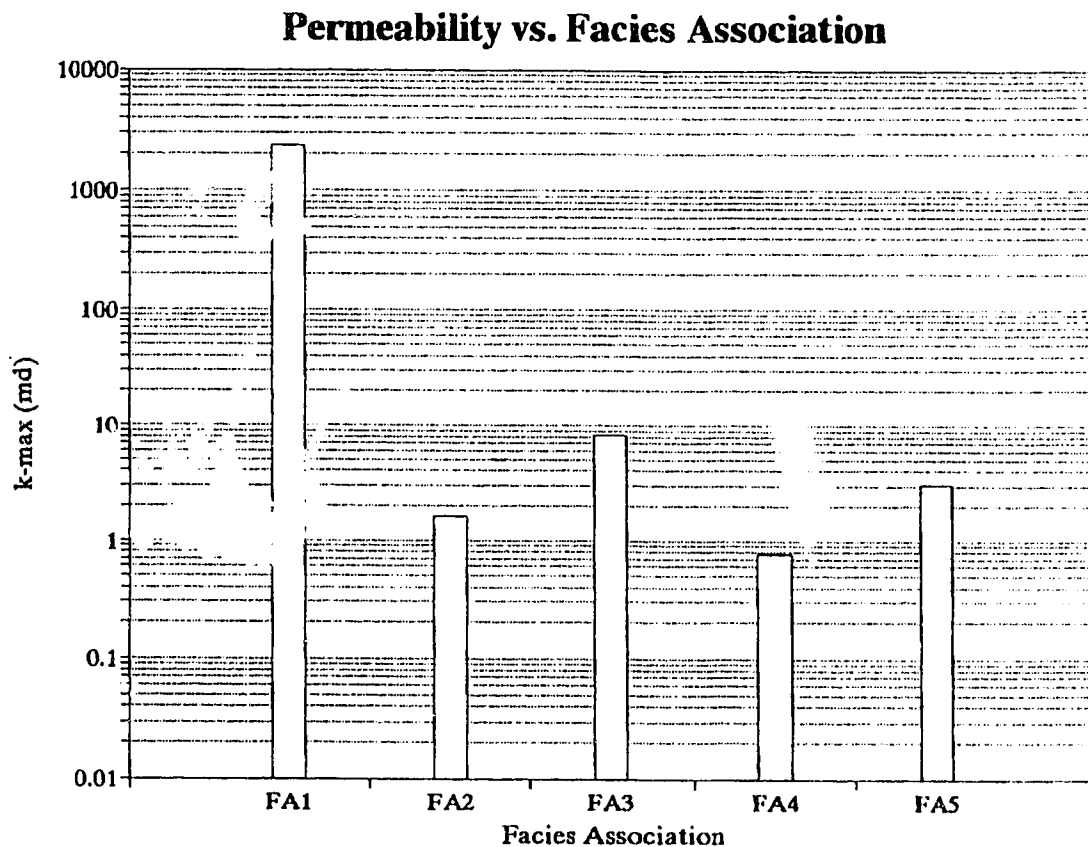 Permeability vs. Facies Association
10000
1000
100
10
1
0.1
0.01
k-max (md)
FA1 FA2 FA3 FA4 FA5
Facies Association